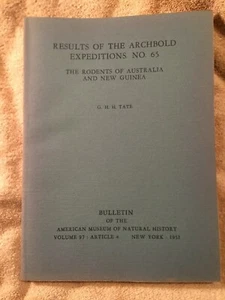 RESULTS OF THE ARCHBOLD
EXPEDITIONS. NO. 65
THE RODENTS OF AUSTRALIA
AND NEW GUINEA
G. H. H. TATE
BULLETIN
OF THE
AMERICAN MUSEUM OF NATURAL HISTORY
VOLUME 97 : ARTICLE 4 NEW YORK : 1951